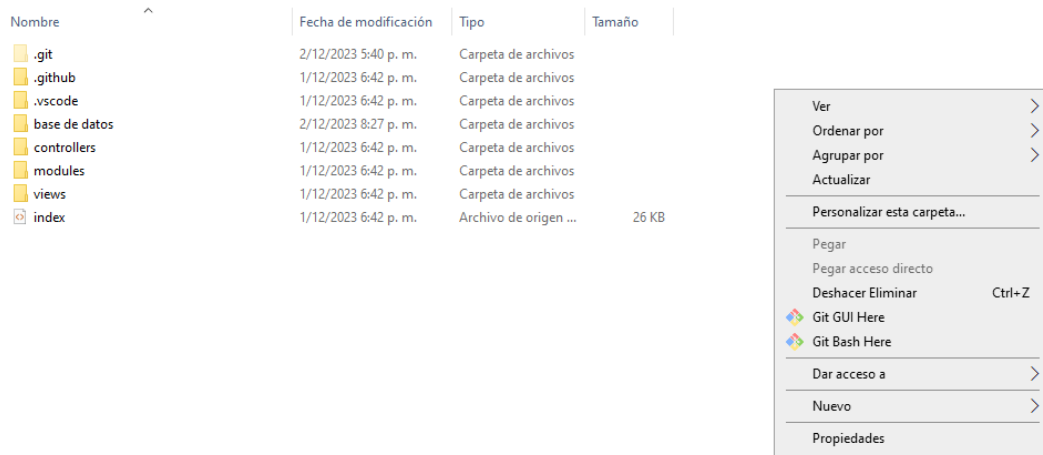 Nombre Fecha de modificación Tipo Tamaño
.git 2/12/2023 5:40 p. m. Carpeta de archivos
.github 1/12/2023 6:42 p. m. Carpeta de archivos
.vscode 1/12/2023 6:42 p. m. Carpeta de archivos
base de datos 2/12/2023 8:27 p. m. Carpeta de archivos
controllers 1/12/2023 6:42 p. m. Carpeta de archivos
modules 1/12/2023 6:42 p. m. Carpeta de archivos
views 1/12/2023 6:42 p. m. Carpeta de archivos
index 1/12/2023 6:42 p. m. Archivo de origen ... 26 KB
Ver
Ordenar por
Agrupar por
Actualizar
Personalizar esta carpeta...
Pegar
Pegar acceso directo
Deshacer Eliminar Ctrl+Z
Git GUI Here
Git Bash Here
Dar acceso a
Nuevo
Propiedades